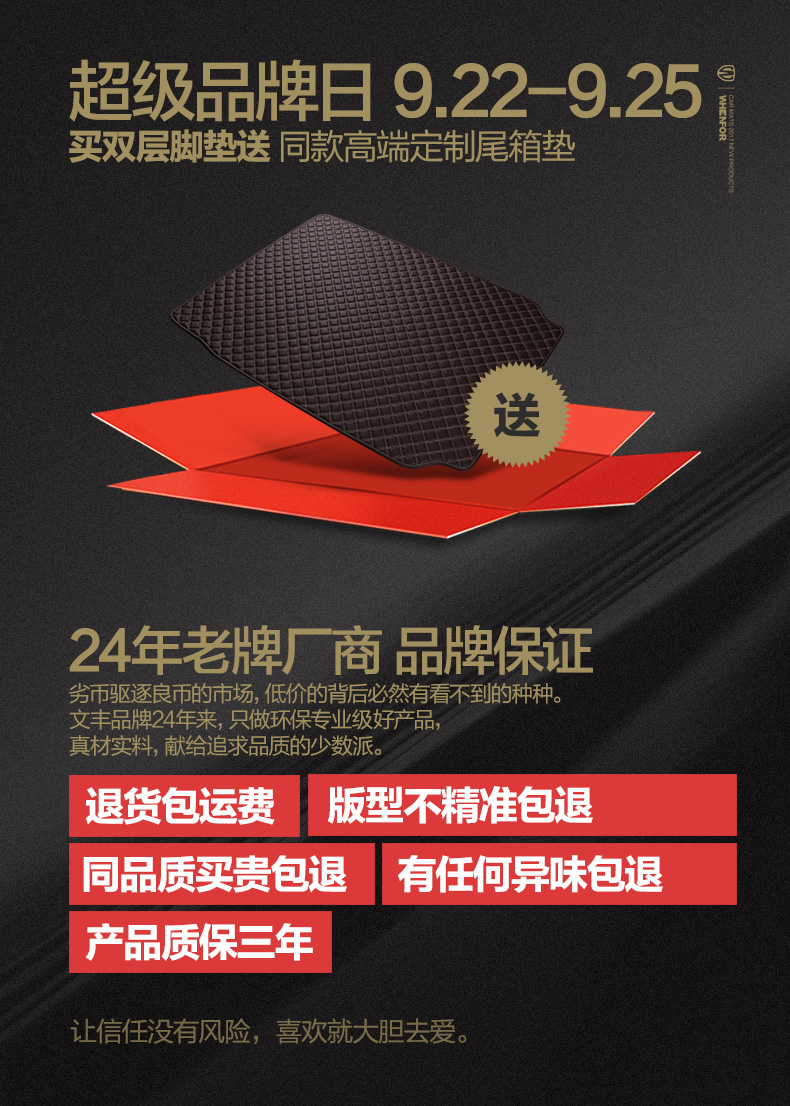 超级品牌日 9.22-9.25
买双层脚垫送 同款高端定制尾箱垫
CAR MATS 2017 NEW PRODUCTS
WHENFOR
送
24年老牌厂商 品牌保证
劣币驱逐良币的市场, 低价的背后必然有看不到的种种。
文丰品牌24年来, 只做环保专业级好产品,
真材实料, 献给追求品质的少数派。
退货包运费 版型不精准包退
同品质买贵包退 有任何异味包退
产品质保三年
让信任没有风险，喜欢就大胆去爱。